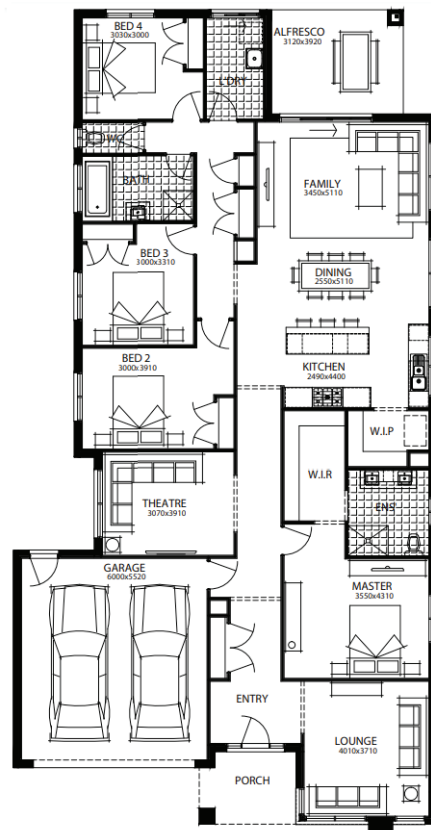 BED 4
3030x3000
L'DRY
ALFRESCO
3120x3920
WC
BATH
FAMILY
3450x5110
BED 3
3000x3310
DINING
2550x5110
BED 2
3000x3910
KITCHEN
2490x4400
W.I.P
W.I.R
THEATRE
3070x3910
ENS
GARAGE
6000x5520
MASTER
3550x4310
ENTRY
LOUNGE
4010x3710
PORCH